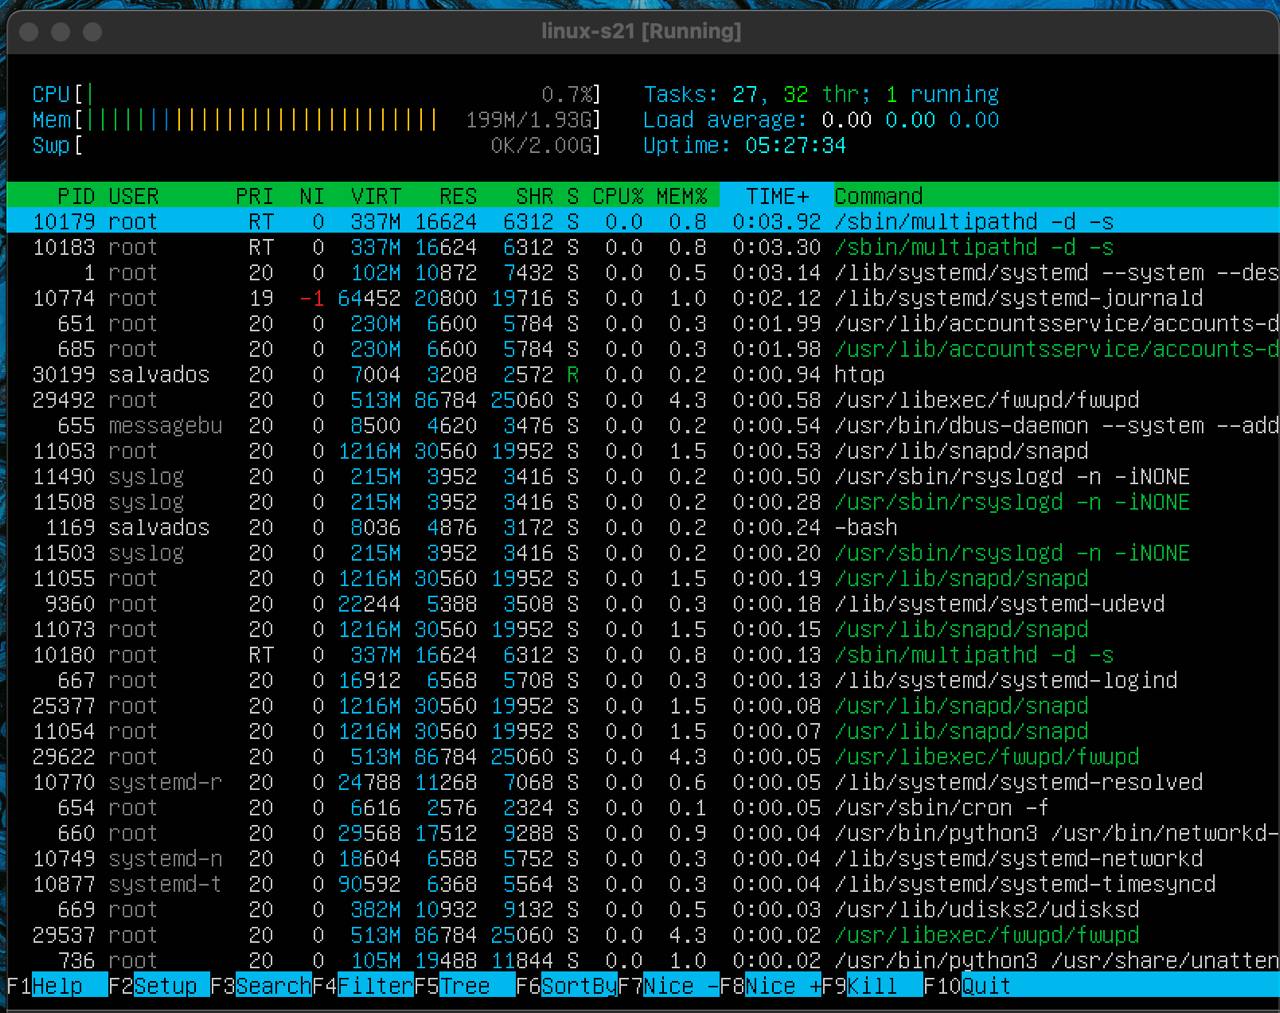 linux-s21 [Running]
CPU[| 0.7%] Tasks: 27, 32 thr; 1 running
Mem[|||||||||||||||||||||||||||| 199M/1.93G] Load average: 0.00 0.00 0.00
Swp[ 0K/2.00G] Uptime: 05:27:34
PID USER PRI NI VIRT RES SHR S CPU% MEM% TIME+ Command
10179 root RT 0 337M 16624 6312 S 0.0 0.8 0:03.92 /sbin/multipathd -d -s
10183 root RT 0 337M 16624 6312 S 0.0 0.8 0:03.30 /sbin/multipathd -d -s
1 root 20 0 102M 10872 7432 S 0.0 0.5 0:03.14 /lib/systemd/systemd --system --des
10774 root 19 -1 64452 20800 19716 S 0.0 1.0 0:02.12 /lib/systemd/systemd-journald
651 root 20 0 230M 6600 5784 S 0.0 0.3 0:01.99 /usr/lib/accountsservice/accounts-d
685 root 20 0 230M 6600 5784 S 0.0 0.3 0:01.98 /usr/lib/accountsservice/accounts-d
30199 salvados 20 0 7004 3208 2572 R 0.0 0.2 0:00.94 htop
29492 root 20 0 513M 86784 25060 S 0.0 4.3 0:00.58 /usr/libexec/fwupd/fwupd
655 messagebu 20 0 8500 4620 3476 S 0.0 0.2 0:00.54 /usr/bin/dbus-daemon --system --add
11053 root 20 0 1216M 30560 19952 S 0.0 1.5 0:00.53 /usr/lib/snapd/snapd
11490 syslog 20 0 215M 3952 3416 S 0.0 0.2 0:00.50 /usr/sbin/rsyslogd -n -iNONE
11508 syslog 20 0 215M 3952 3416 S 0.0 0.2 0:00.28 /usr/sbin/rsyslogd -n -iNONE
1169 salvados 20 0 8036 4876 3172 S 0.0 0.2 0:00.24 -bash
11503 syslog 20 0 215M 3952 3416 S 0.0 0.2 0:00.20 /usr/sbin/rsyslogd -n -iNONE
11055 root 20 0 1216M 30560 19952 S 0.0 1.5 0:00.19 /usr/lib/snapd/snapd
9360 root 20 0 22244 5388 3508 S 0.0 0.3 0:00.18 /lib/systemd/systemd-udevd
11073 root 20 0 1216M 30560 19952 S 0.0 1.5 0:00.15 /usr/lib/snapd/snapd
10180 root RT 0 337M 16624 6312 S 0.0 0.8 0:00.13 /sbin/multipathd -d -s
667 root 20 0 16912 6568 5708 S 0.0 0.3 0:00.13 /lib/systemd/systemd-logind
25377 root 20 0 1216M 30560 19952 S 0.0 1.5 0:00.08 /usr/lib/snapd/snapd
11054 root 20 0 1216M 30560 19952 S 0.0 1.5 0:00.07 /usr/lib/snapd/snapd
29622 root 20 0 513M 86784 25060 S 0.0 4.3 0:00.05 /usr/libexec/fwupd/fwupd
10770 systemd-r 20 0 24788 11268 7068 S 0.0 0.6 0:00.05 /lib/systemd/systemd-resolved
654 root 20 0 6616 2576 2324 S 0.0 0.1 0:00.05 /usr/sbin/cron -f
660 root 20 0 29568 17512 9288 S 0.0 0.9 0:00.04 /usr/bin/python3 /usr/bin/networkd-
10749 systemd-n 20 0 18604 6588 5752 S 0.0 0.3 0:00.04 /lib/systemd/systemd-networkd
10877 systemd-t 20 0 90592 6368 5564 S 0.0 0.3 0:00.04 /lib/systemd/systemd-timesyncd
669 root 20 0 382M 10932 9132 S 0.0 0.5 0:00.03 /usr/lib/udisks2/udisksd
29537 root 20 0 513M 86784 25060 S 0.0 4.3 0:00.02 /usr/libexec/fwupd/fwupd
736 root 20 0 105M 19488 11844 S 0.0 1.0 0:00.02 /usr/bin/python3 /usr/share/unatten
F1Help F2Setup F3SearchF4FilterF5Tree F6SortByF7Nice -F8Nice +F9Kill F10Quit